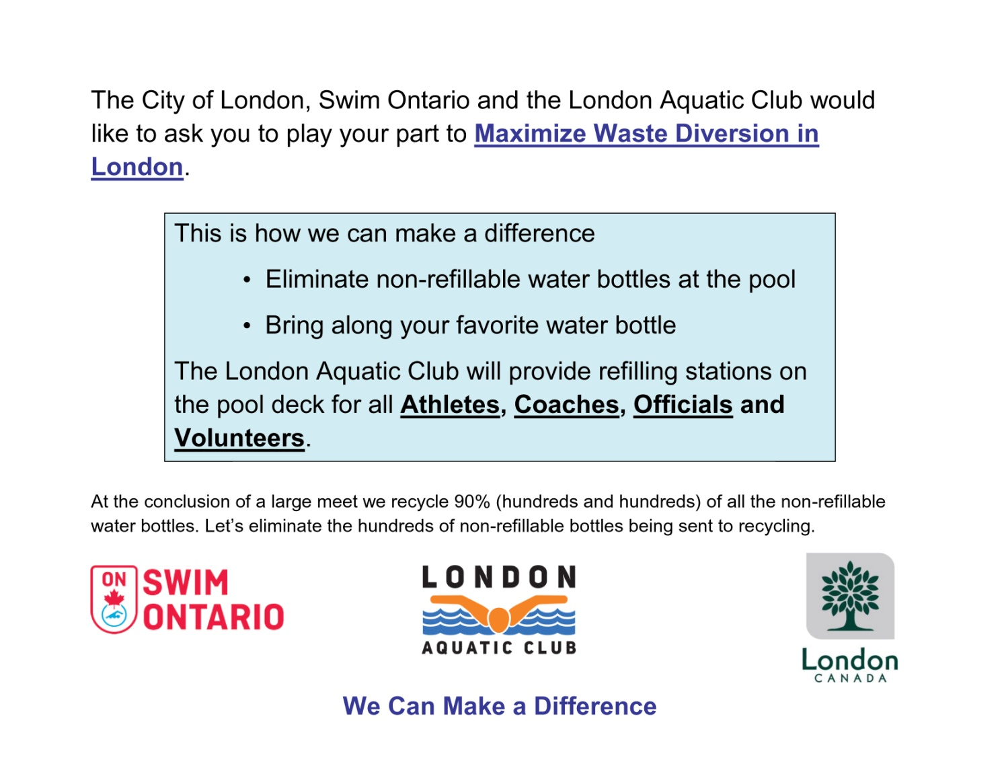 The City of London, Swim Ontario and the London Aquatic Club would
like to ask you to play your part to Maximize Waste Diversion in
London.
This is how we can make a difference
• Eliminate non-refillable water bottles at the pool
• Bring along your favorite water bottle
The London Aquatic Club will provide refilling stations on
the pool deck for all Athletes, Coaches, Officials and
Volunteers.
At the conclusion of a large meet we recycle 90% (hundreds and hundreds) of all the non-refillable
water bottles. Let’s eliminate the hundreds of non-refillable bottles being sent to recycling.
ON
SWIM
ONTARIO
LONDON
AQUATIC CLUB
London
CANADA
We Can Make a Difference